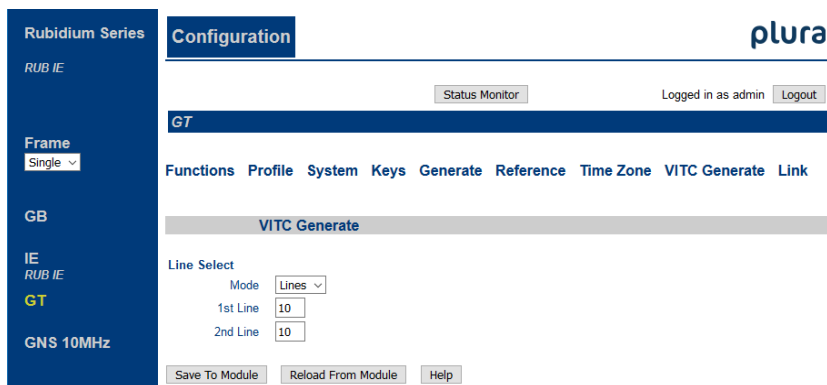 Rubidium Series
RUB IE
Frame
Single
GB
IE
RUB IE
GT
GNS 10MHz
Configuration
plura
Status Monitor
Logged in as admin Logout
GT
Functions Profile System Keys Generate Reference Time Zone VITC Generate Link
VITC Generate
Line Select
Mode Lines
1st Line 10
2nd Line 10
Save To Module Reload From Module Help